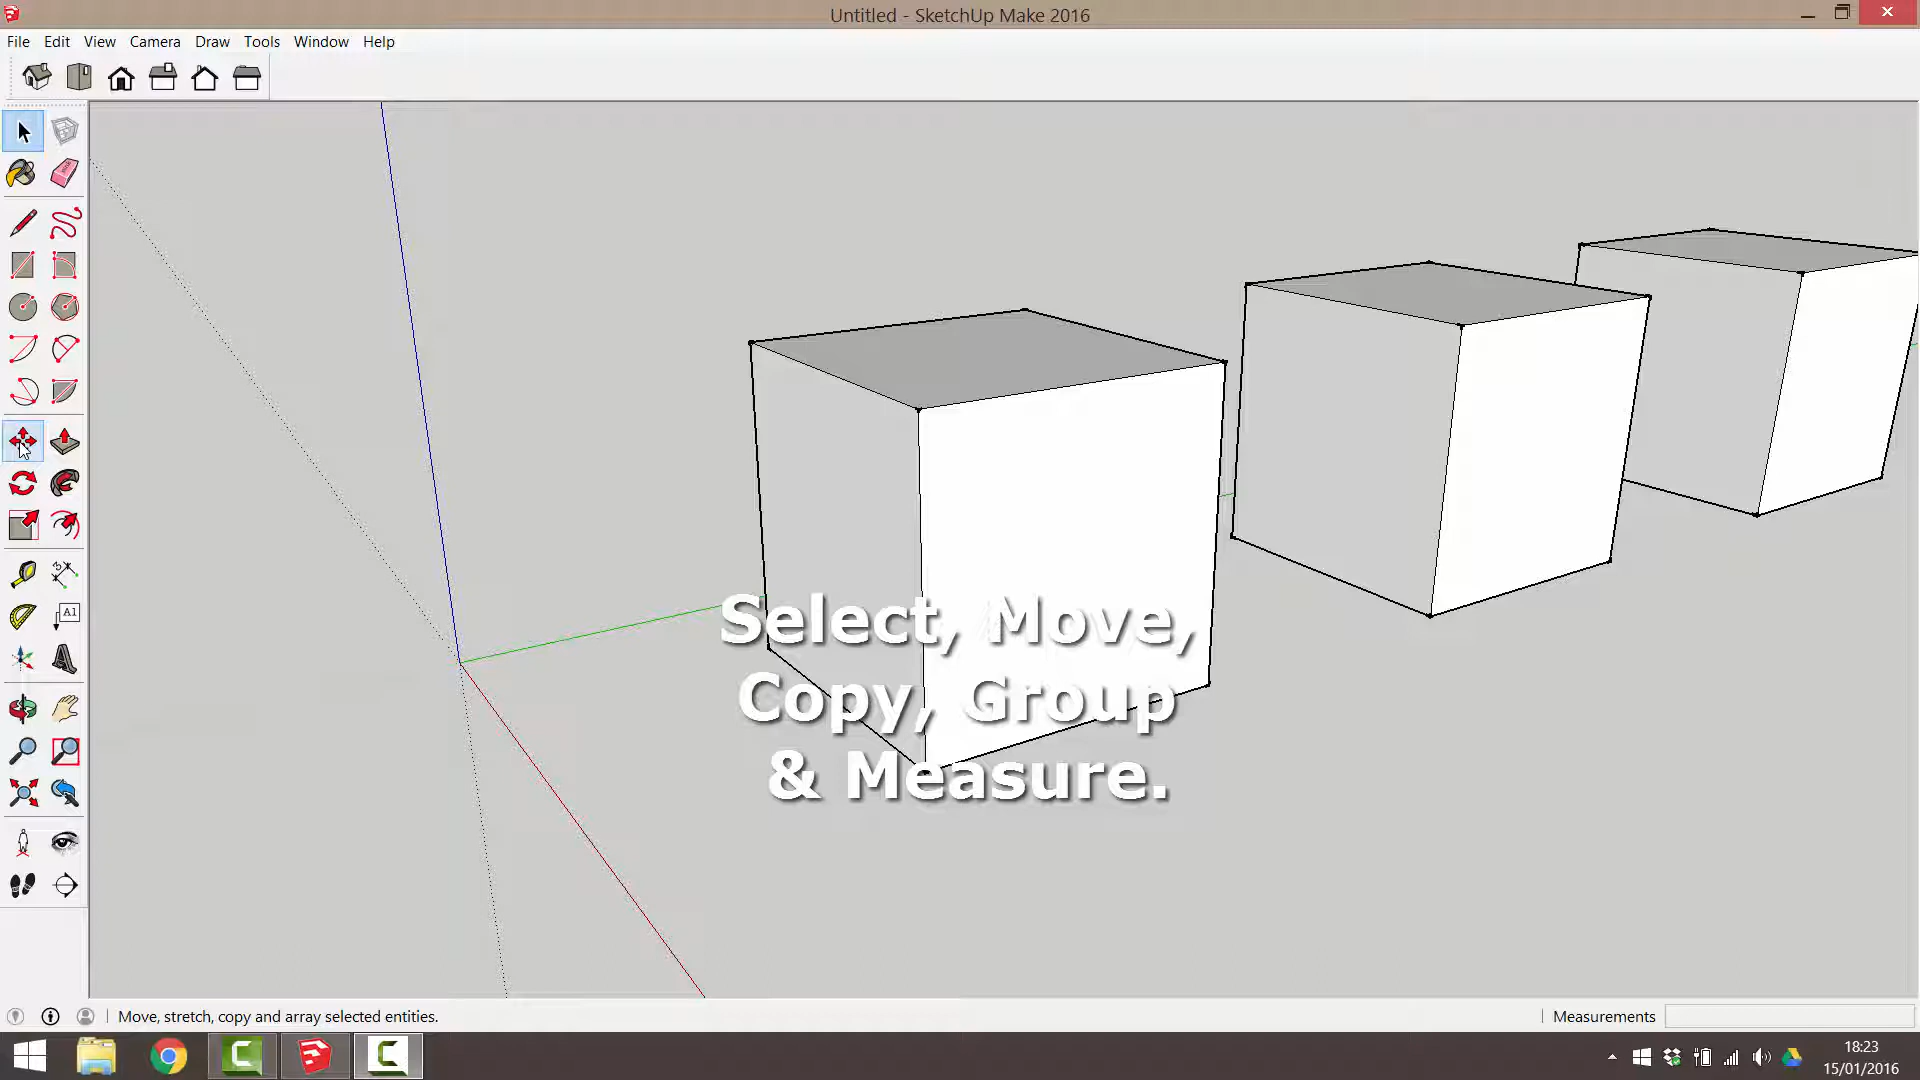 Untitled - SketchUp Make 2016
File Edit View Camera Draw Tools Window Help
A1
Select, Move,
Copy, Group
& Measure.
Move, stretch, copy and array selected entities.
Measurements
18:23
15/01/2016